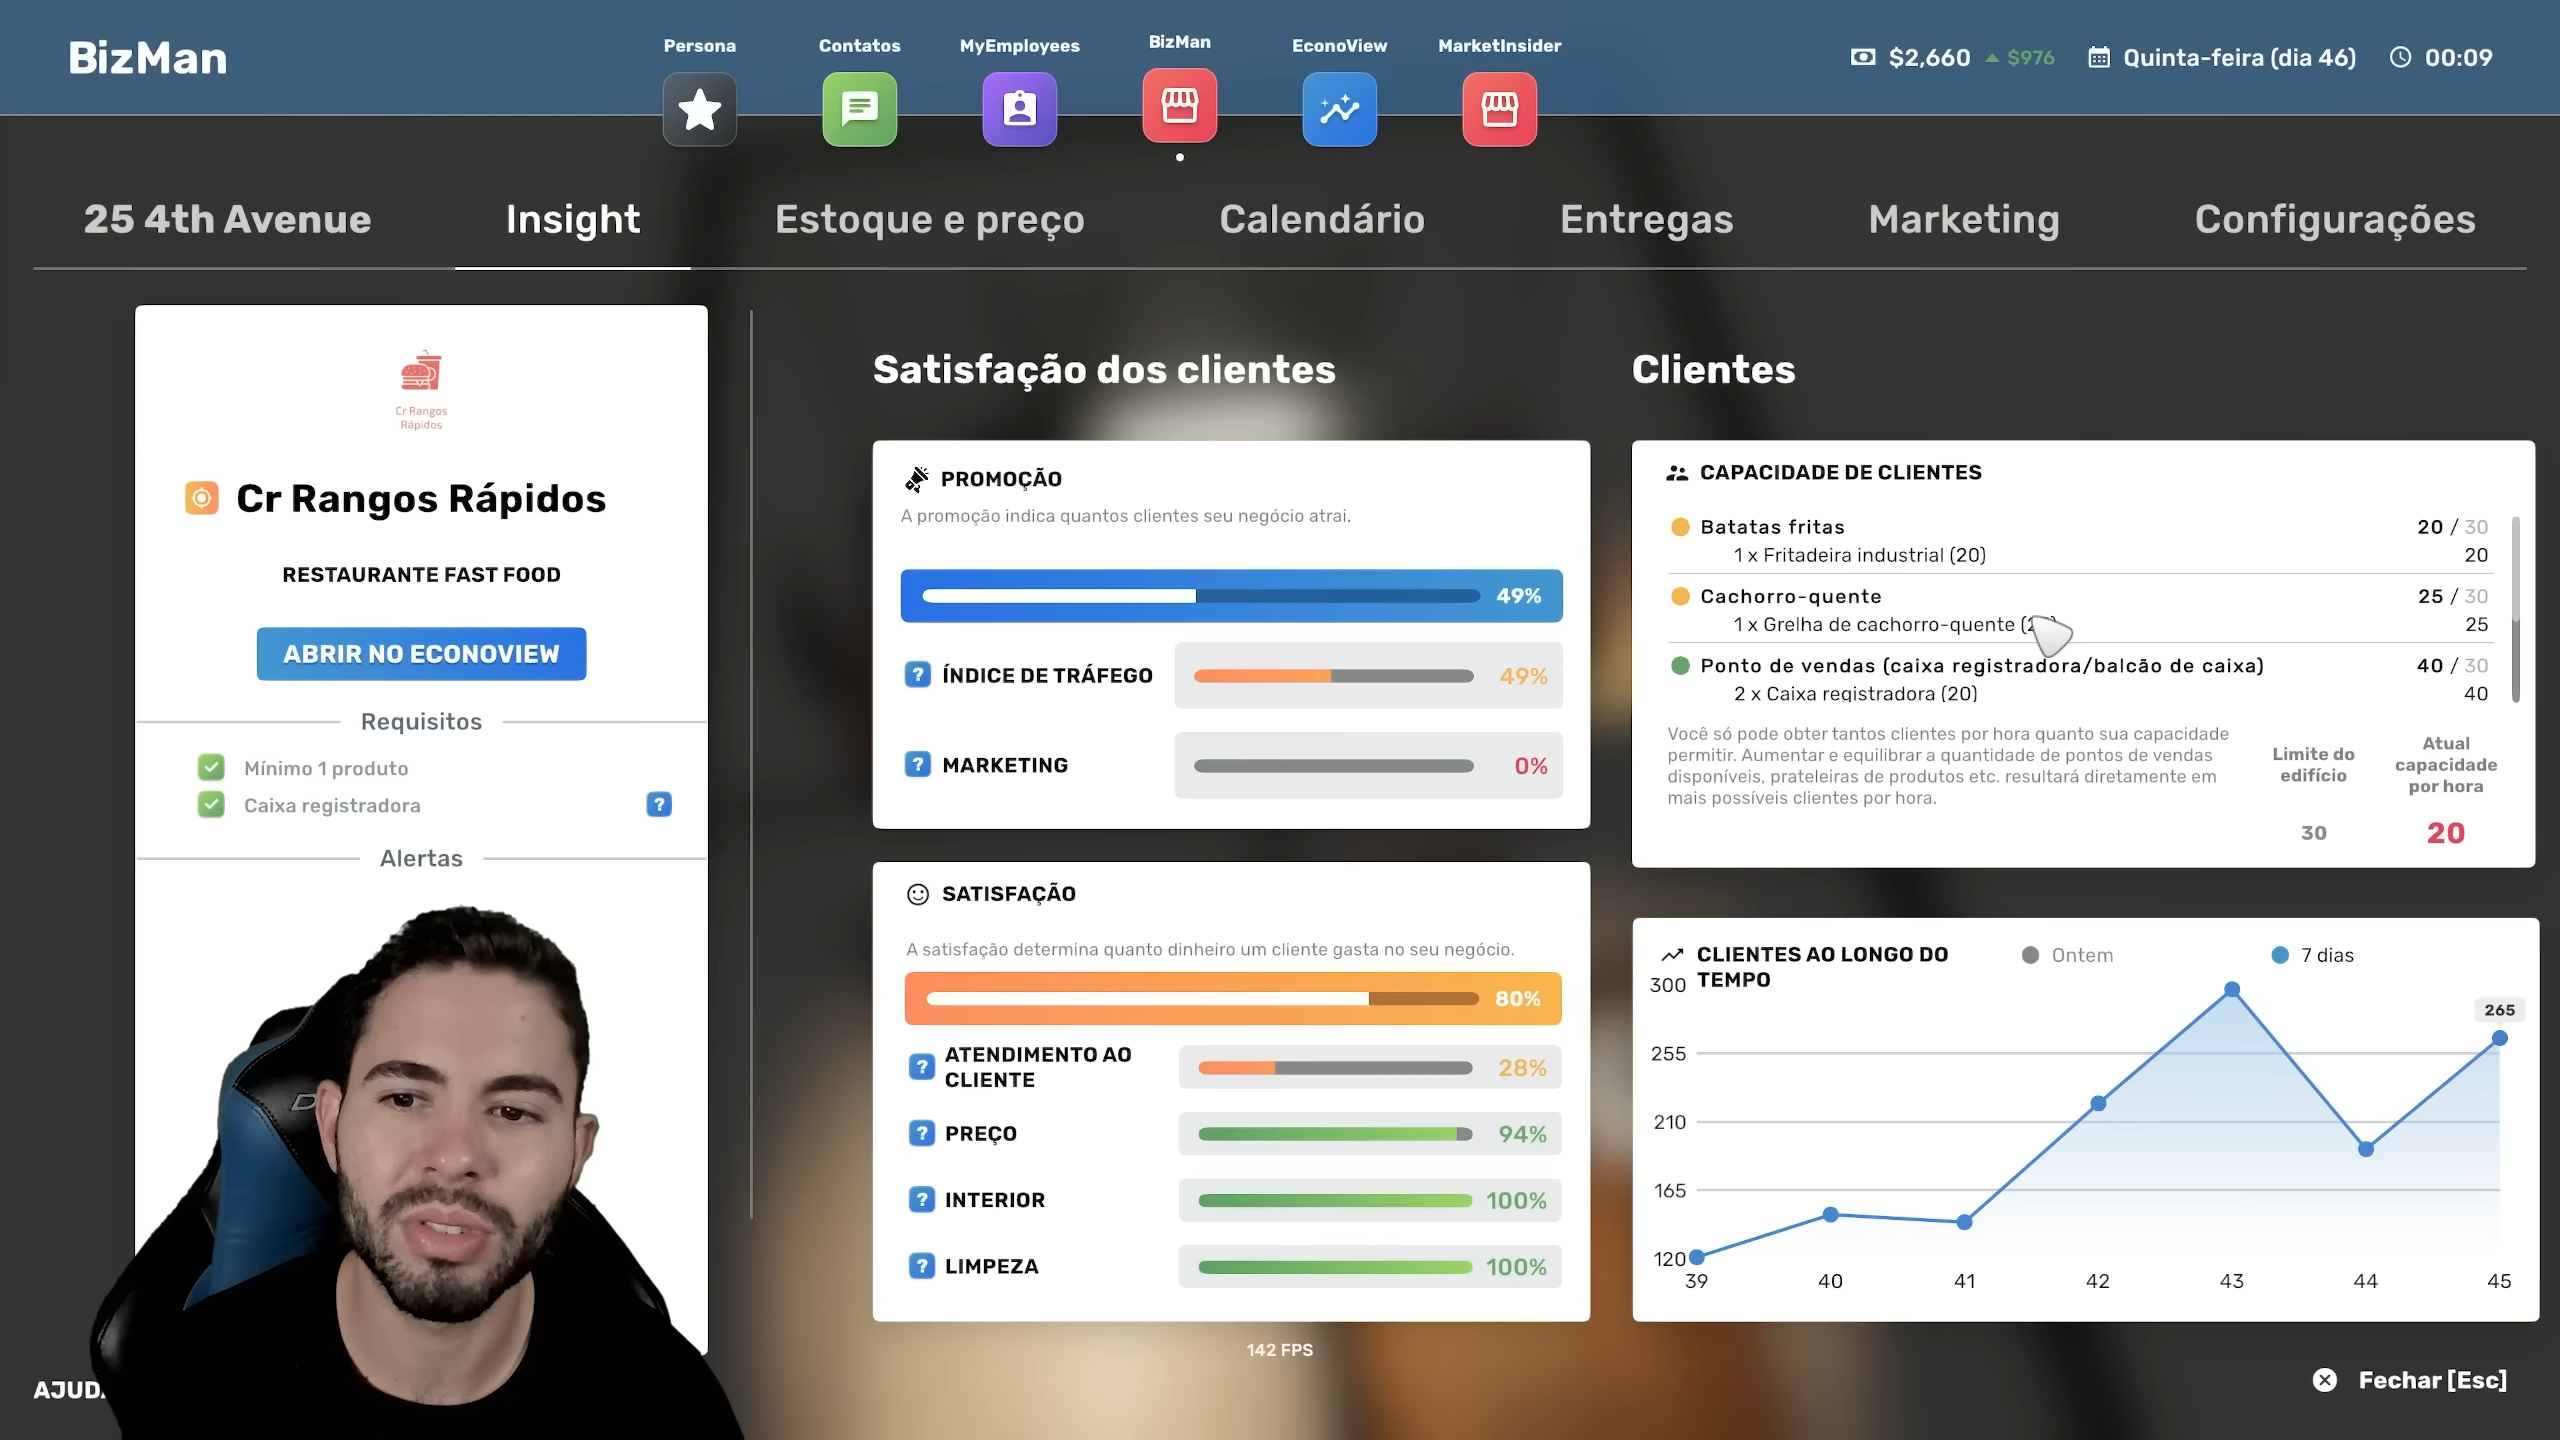 BizMan
Persona
Contatos
MyEmployees
BizMan
EconoView
MarketInsider
$2,660
$976
Quinta-feira (dia 46)
00:09
25 4th Avenue
Insight
Estoque e preço
Calendário
Entregas
Marketing
Configurações
Cr Rangos
Rápidos
Cr Rangos Rápidos
RESTAURANTE FAST FOOD
ABRIR NO ECONOVIEW
Requisitos
Mínimo 1 produto
Caixa registradora
?
Alertas
Satisfação dos clientes
PROMOÇÃO
A promoção indica quantos clientes seu negócio atrai.
49%
? ÍNDICE DE TRÁFEGO 49%
? MARKETING 0%
SATISFAÇÃO
A satisfação determina quanto dinheiro um cliente gasta no seu negócio.
80%
? ATENDIMENTO AO
CLIENTE 28%
? PREÇO 94%
? INTERIOR 100%
? LIMPEZA 100%
Clientes
CAPACIDADE DE CLIENTES
Batatas fritas 20 / 30
1 x Fritadeira industrial (20) 20
Cachorro-quente 25 / 30
1 x Grelha de cachorro-quente 25
Ponto de vendas (caixa registradora/balcão de caixa) 40 / 30
2 x Caixa registradora (20) 40
Você só pode obter tantos clientes por hora quanto sua capacidade
permitir. Aumentar e equilibrar a quantidade de pontos de vendas
disponíveis, prateleiras de produtos etc. resultará diretamente em
mais possíveis clientes por hora.
Limite do
edifício
30
Atual
capacidade
por hora
20
CLIENTES AO LONGO DO
TEMPO
Ontem
7 dias
300
255
210
165
120
265
39 40 41 42 43 44 45
142 FPS
Fechar [Esc]